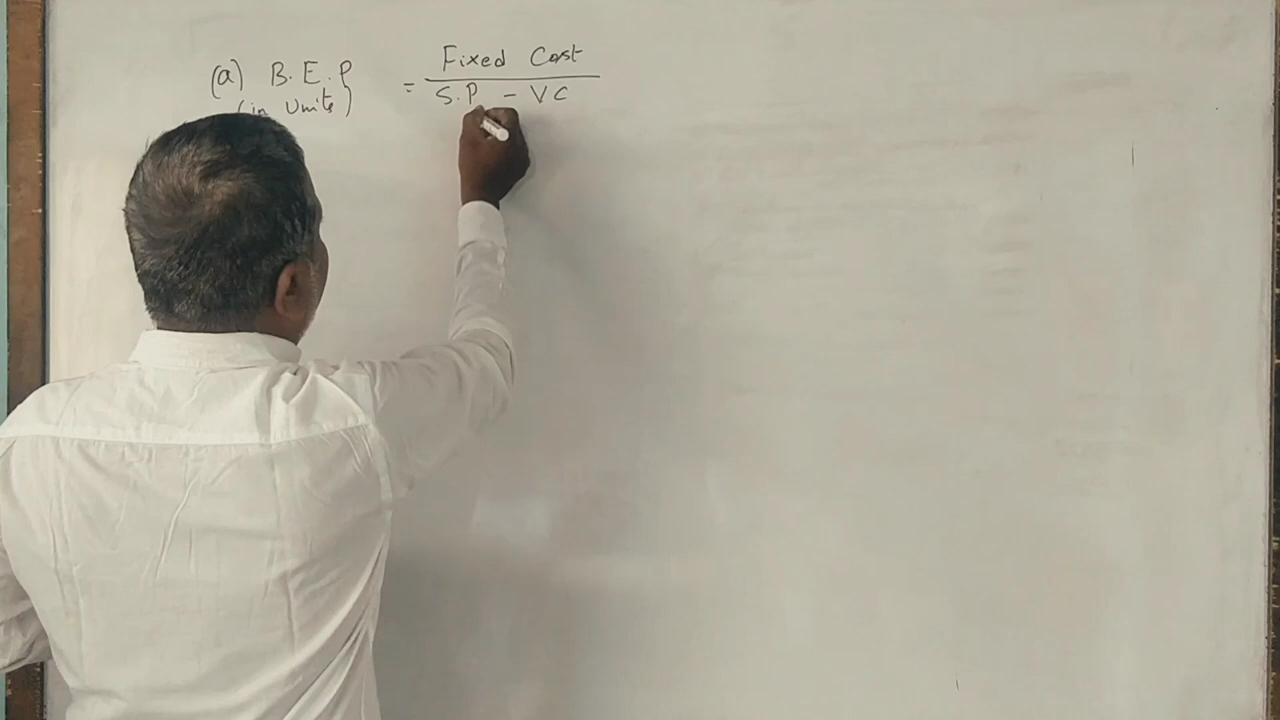 (a) B.E.P = Fixed Cost
S.P - VC
(in Units)